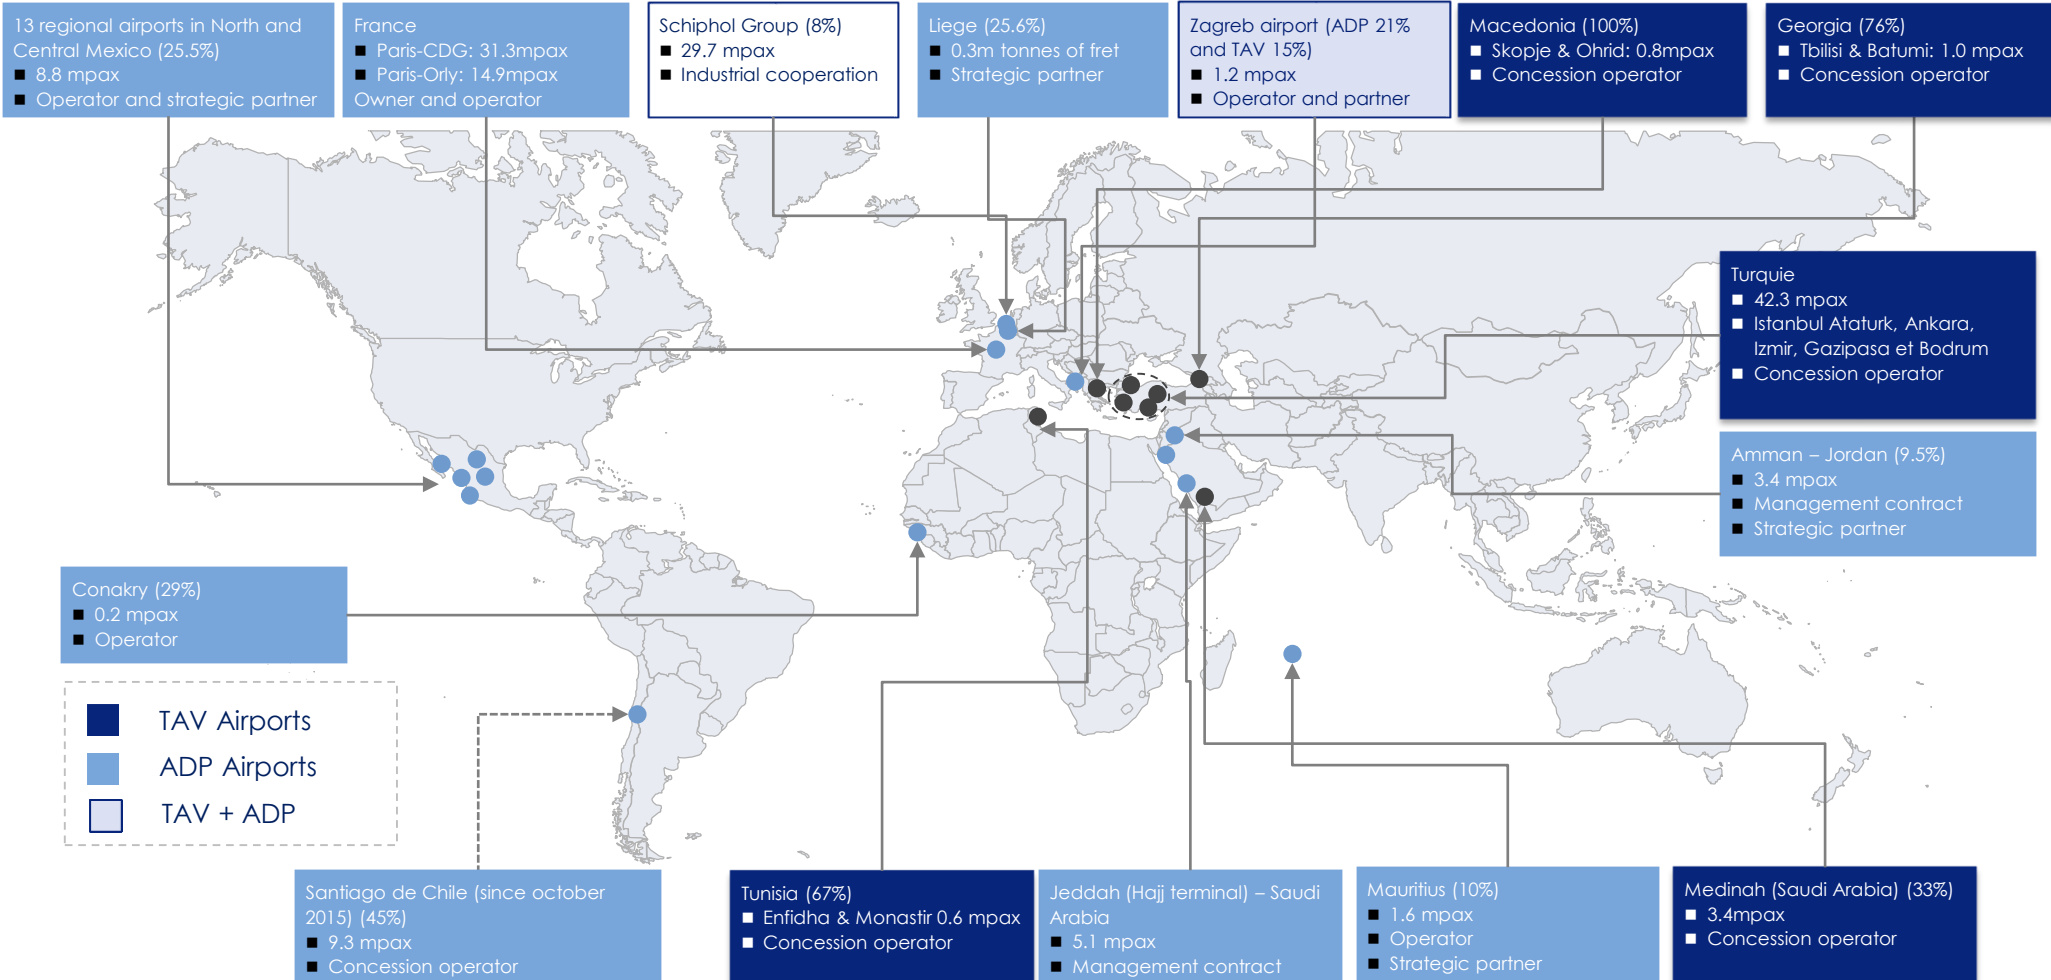 13 regional airports in North and
Central Mexico (25.5%)
■ 8.8 mpax
■ Operator and strategic partner
France
■ Paris-CDG: 31.3mpax
■ Paris-Orly: 14.9mpax
Owner and operator
Schiphol Group (8%)
■ 29.7 mpax
■ Industrial cooperation
Liege (25.6%)
■ 0.3m tonnes of fret
■ Strategic partner
Zagreb airport (ADP 21%
and TAV 15%)
■ 1.2 mpax
■ Operator and partner
Macedonia (100%)
■ Skopje & Ohrid: 0.8mpax
■ Concession operator
Georgia (76%)
■ Tbilisi & Batumi: 1.0 mpax
■ Concession operator
Turquie
■ 42.3 mpax
■ Istanbul Ataturk, Ankara,
Izmir, Gazipasa et Bodrum
■ Concession operator
Amman – Jordan (9.5%)
■ 3.4 mpax
■ Management contract
■ Strategic partner
Conakry (29%)
■ 0.2 mpax
■ Operator
TAV Airports
ADP Airports
TAV + ADP
Santiago de Chile (since october
2015) (45%)
■ 9.3 mpax
■ Concession operator
Tunisia (67%)
■ Enfidha & Monastir 0.6 mpax
■ Concession operator
Jeddah (Hajj terminal) – Saudi
Arabia
■ 5.1 mpax
■ Management contract
Mauritius (10%)
■ 1.6 mpax
■ Operator
■ Strategic partner
Medinah (Saudi Arabia) (33%)
■ 3.4mpax
■ Concession operator